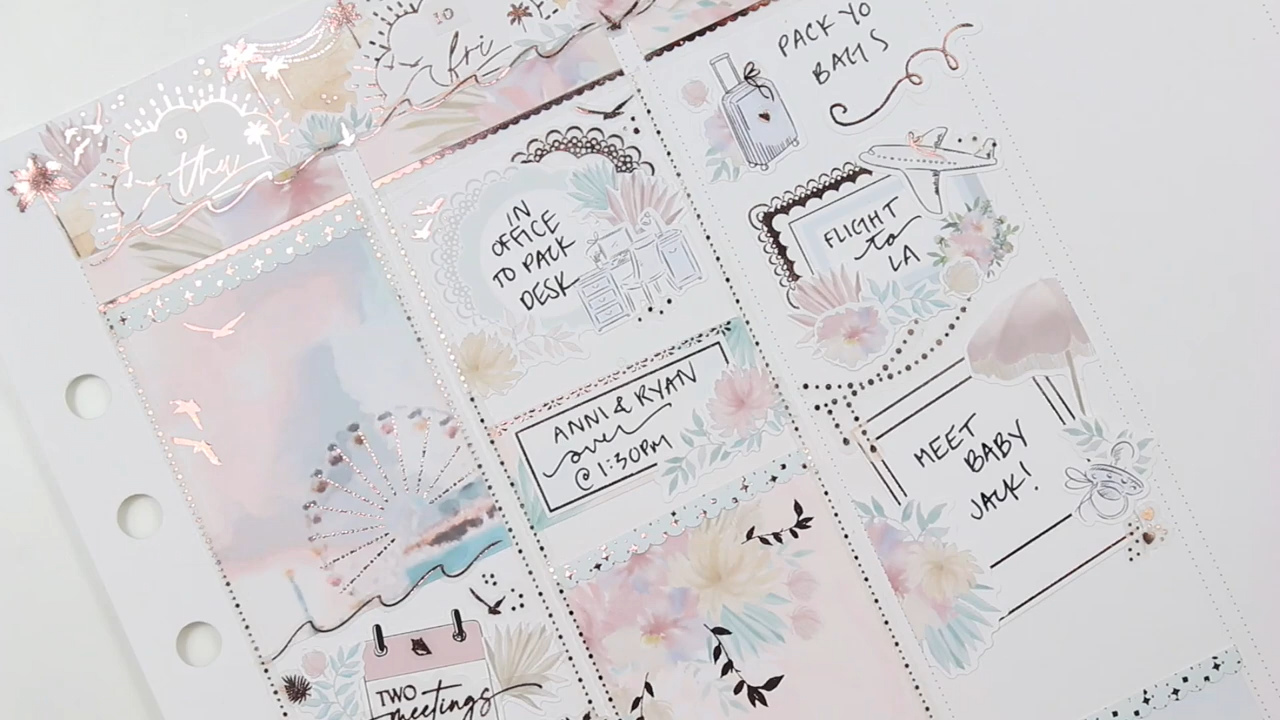 9
thu
10
fri
TWO
meetings
IN
OFFICE
TO PACK
DESK
ANNI & RYAN
over
@ 1:30PM
PACK YO
BAGS
FLIGHT
to
LA
MEET
BABY
JACK!